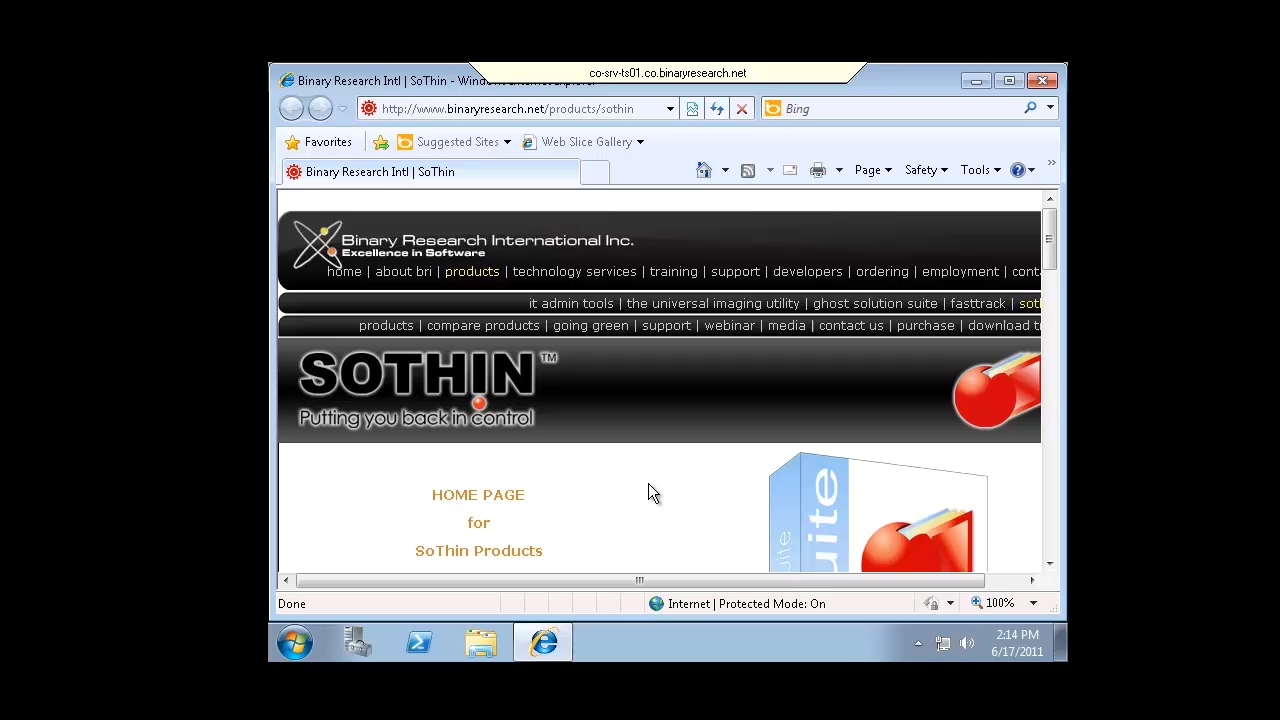 co-srv-ts01.co.binaryresearch.net
Binary Research Intl | SoThin - Wind
http://www.binaryresearch.net/products/sothin
Bing
Favorites
Suggested Sites
Web Slice Gallery
Binary Research Intl | SoThin
Page
Safety
Tools
Binary Research International Inc.
Excellence in Software
home | about bri | products | technology services | training | support | developers | ordering | employment | cont
it admin tools | the universal imaging utility | ghost solution suite | fasttrack | soth
products | compare products | going green | support | webinar | media | contact us | purchase | download tr
SOTHIN™
Putting you back in control
HOME PAGE
for
SoThin Products
uite
uite
Done
Internet | Protected Mode: On
100%
2:14 PM
6/17/2011